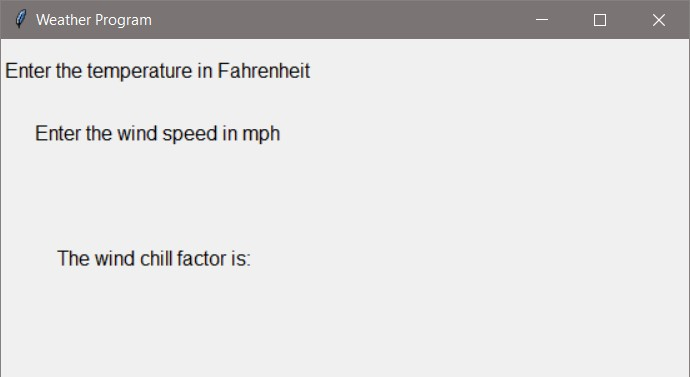 Weather Program
Enter the temperature in Fahrenheit
Enter the wind speed in mph
The wind chill factor is: